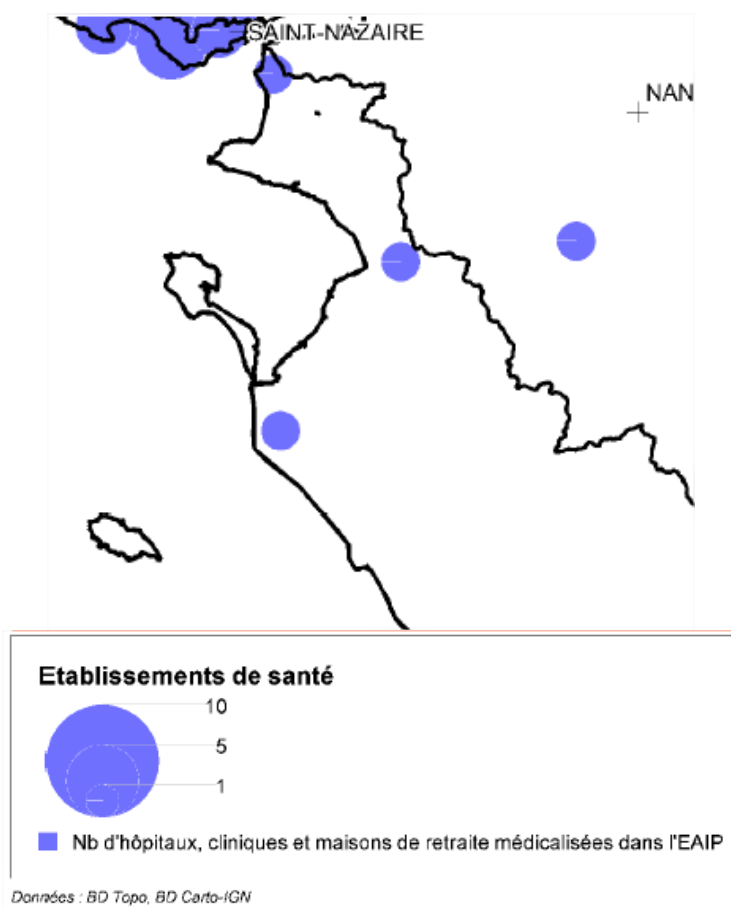 SAINT-NAZAIRE
NAN
Etablissements de santé
10
5
1
Nb d'hôpitaux, cliniques et maisons de retraite médicalisées dans l'EAIP
Données : BD Topo, BD Carto-IGN